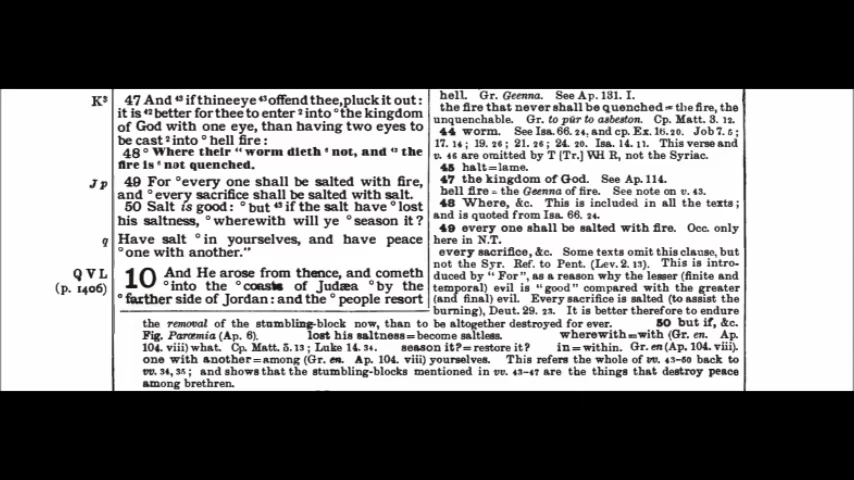 K³
47 And ⁴³ if thine eye ⁴³ offend thee, pluck it out:
it is ⁴² better for thee to enter ² into ° the kingdom
of God with one eye, than having two eyes to
be cast ² into ° hell fire:
48 ° Where their ° worm dieth ⁴ not, and ⁴³ the
fire is ⁴ not quenched.
J p
49 For ° every one shall be salted with fire,
and ° every sacrifice shall be salted with salt.
50 Salt is good: ° but ⁴³ if the salt have ° lost
his saltness, ° wherewith will ye ° season it?
q
Have salt ° in yourselves, and have peace
° one with another."
Q V L
(p. 1406)
10 And He arose from thence, and cometh
° into the ° coasts of Judæa ° by the
° farther side of Jordan: and the ° people resort
hell. Gr. Geenna. See Ap. 131. I.
the fire that never shall be quenched = the fire, the
unquenchable. Gr. to pūr to asbeston. Cp. Matt. 3. 12.
44 worm. See Isa. 66. 24, and cp. Ex. 16. 20. Job 7. 5;
17. 14; 19. 26; 21. 26; 24. 20. Isa. 14. 11. This verse and
v. 46 are omitted by T [Tr.] WH R, not the Syriac.
45 halt = lame.
47 the kingdom of God. See Ap. 114.
hell fire = the Geenna of fire. See note on v. 43.
48 Where, &c. This is included in all the texts;
and is quoted from Isa. 66. 24.
49 every one shall be salted with fire. Occ. only
here in N.T.
every sacrifice, &c. Some texts omit this clause, but
not the Syr. Ref. to Pent. (Lev. 2. 13). This is intro-
duced by "For", as a reason why the lesser (finite and
temporal) evil is "good" compared with the greater
(and final) evil. Every sacrifice is salted (to assist the
burning), Deut. 29. 23. It is better therefore to endure
the removal of the stumbling-block now, than to be altogether destroyed for ever. 50 but if, &c.
Fig. Parœmia (Ap. 6). lost his saltness = become saltless. wherewith = with (Gr. en. Ap.
104. viii) what. Cp. Matt. 5. 13; Luke 14. 34. season it? = restore it? in = within. Gr. en (Ap. 104. viii).
one with another = among (Gr. en. Ap. 104. viii) yourselves. This refers the whole of vv. 43-50 back to
vv. 34, 35; and shows that the stumbling-blocks mentioned in vv. 43-47 are the things that destroy peace
among brethren.